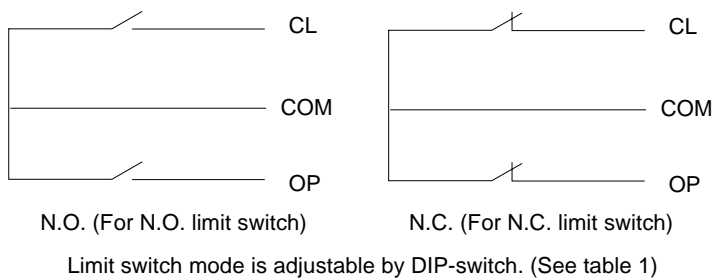 CL CL
COM COM
OP OP
N.O. (For N.O. limit switch) N.C. (For N.C. limit switch)
Limit switch mode is adjustable by DIP-switch. (See table 1)